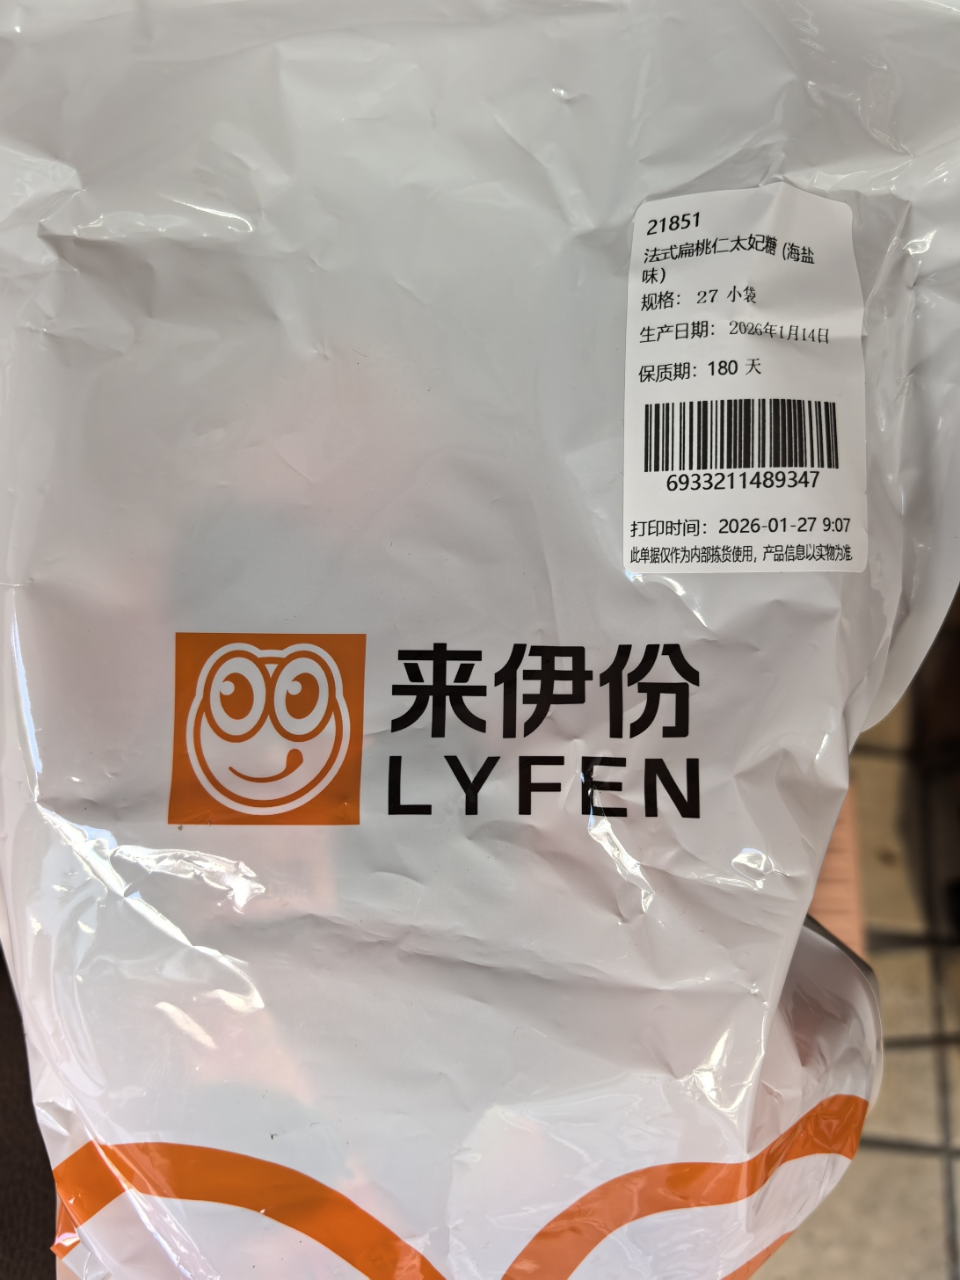 21851
法式扁桃仁太妃糖 (海盐
味)
规格： 27 小袋
生产日期： 2026年1月14日
保质期：180 天
6933211489347
打印时间：2026-01-27 9:07
此单据仅作为内部拣货使用，产品信息以实物为准.
来伊份
LYFEN